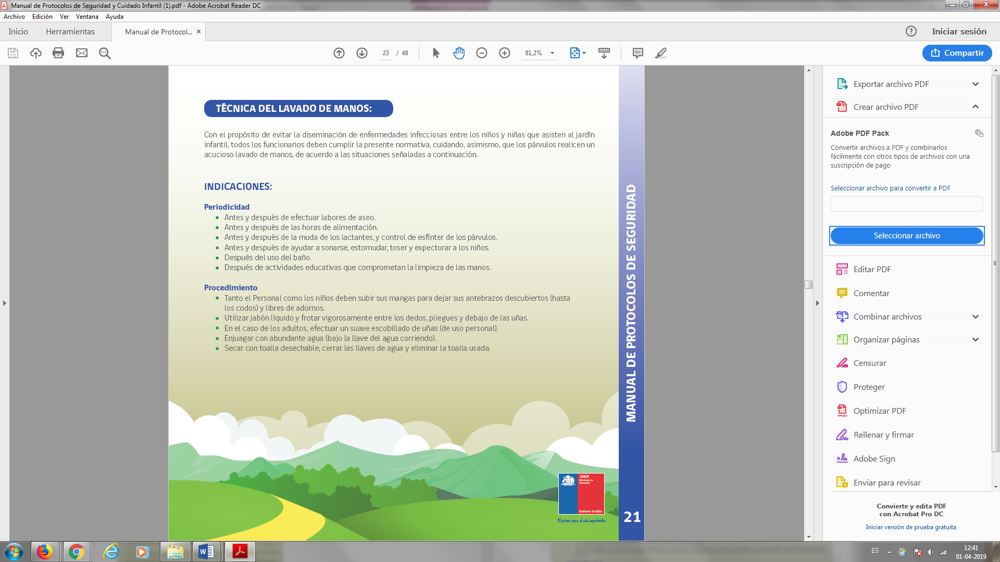 Manual de Protocolos de Seguridad y Cuidado Infantil (1).pdf - Adobe Acrobat Reader DC
Archivo Edición Ver Ventana Ayuda
Inicio Herramientas Manual de Protocol... × ? Iniciar sesión
23 / 48 81,2% Compartir
TÉCNICA DEL LAVADO DE MANOS:
Con el propósito de evitar la diseminación de enfermedades infecciosas entre los niños y niñas que asisten al jardín
infantil, todos los funcionarios deben cumplir la presente normativa, cuidando, asimismo, que los párvulos realicen un
acucioso lavado de manos, de acuerdo a las situaciones señaladas a continuación.
INDICACIONES:
Periodicidad
• Antes y después de efectuar labores de aseo.
• Antes y después de las horas de alimentación.
• Antes y después de la muda de los lactantes, y control de esfínter de los párvulos.
• Antes y después de ayudar a sonarse, estornudar, toser y expectorar a los niños.
• Después del uso del baño.
• Después de actividades educativas que comprometan la limpieza de las manos.
Procedimiento
• Tanto el Personal como los niños deben subir sus mangas para dejar sus antebrazos descubiertos (hasta
los codos) y libres de adornos.
• Utilizar jabón líquido y frotar vigorosamente entre los dedos, pliegues y debajo de las uñas.
• En el caso de los adultos, efectuar un suave escobillado de uñas (de uso personal).
• Enjuagar con abundante agua (bajo la llave del agua corriendo).
• Secar con toalla desechable, cerrar las llaves de agua y eliminar la toalla usada.
JUNJI
Ministerio de
Educación
Gobierno de Chile
El primer paso, el más importante.
MANUAL DE PROTOCOLOS DE SEGURIDAD
21
Exportar archivo PDF
Crear archivo PDF
Adobe PDF Pack
Convertir archivos a PDF y combinarlos
fácilmente con otros tipos de archivos con una
suscripción de pago
Seleccionar archivo para convertir a PDF
Seleccionar archivo
Editar PDF
Comentar
Combinar archivos
Organizar páginas
Censurar
Proteger
Optimizar PDF
Rellenar y firmar
Adobe Sign
Enviar para revisar
Convierte y edita PDF
con Acrobat Pro DC
Iniciar versión de prueba gratuita
ES
12:41
01-04-2019